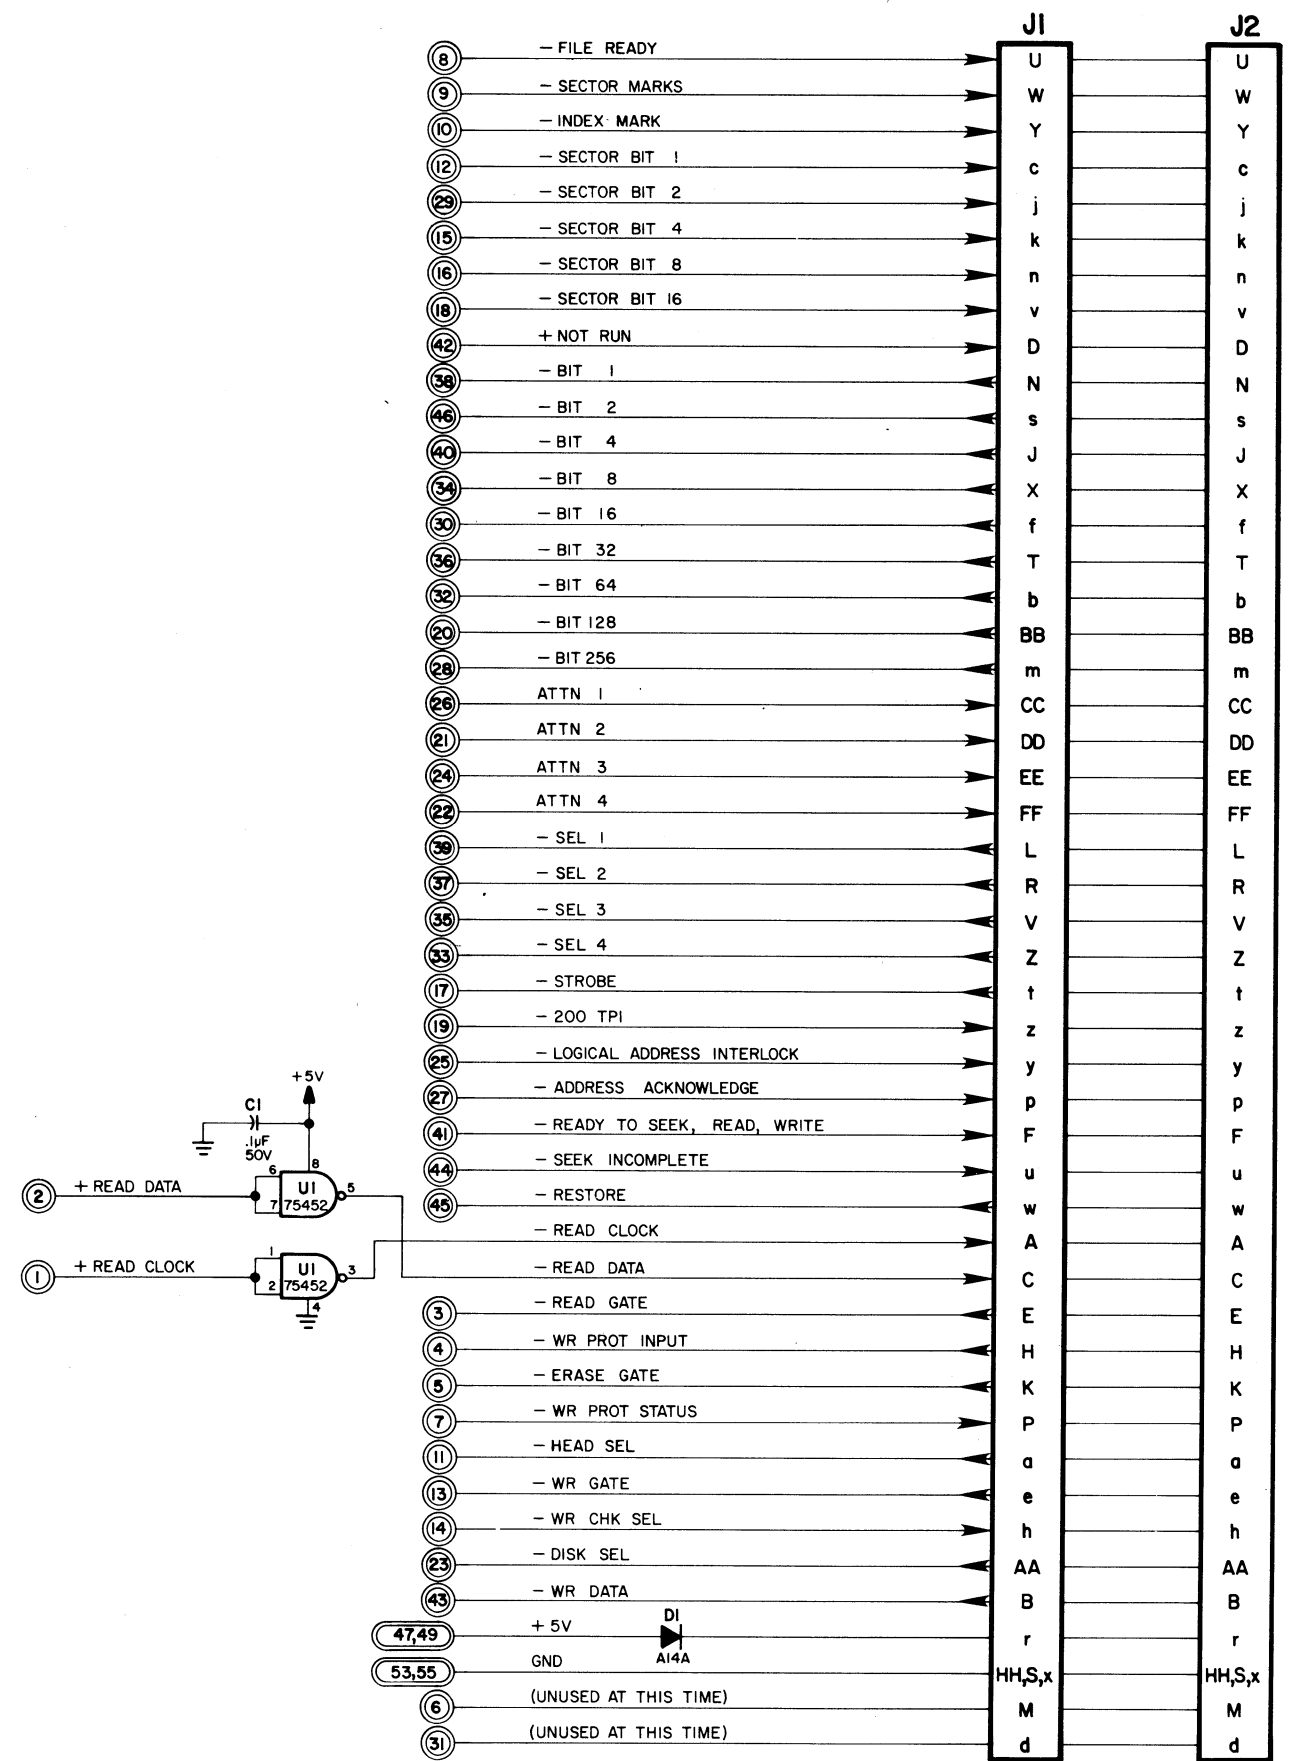 J1 J2
8 – FILE READY U U
9 – SECTOR MARKS W W
10 – INDEX MARK Y Y
12 – SECTOR BIT 1 c c
29 – SECTOR BIT 2 j j
15 – SECTOR BIT 4 k k
16 – SECTOR BIT 8 n n
18 – SECTOR BIT 16 v v
42 + NOT RUN D D
38 – BIT 1 N N
46 – BIT 2 s s
40 – BIT 4 J J
34 – BIT 8 X X
30 – BIT 16 f f
36 – BIT 32 T T
32 – BIT 64 b b
20 – BIT 128 BB BB
28 – BIT 256 m m
26 ATTN 1 CC CC
21 ATTN 2 DD DD
24 ATTN 3 EE EE
22 ATTN 4 FF FF
39 – SEL 1 L L
37 – SEL 2 R R
35 – SEL 3 V V
33 – SEL 4 Z Z
17 – STROBE t t
19 – 200 TPI z z
25 – LOGICAL ADDRESS INTERLOCK y y
+5V
27 – ADDRESS ACKNOWLEDGE p p
C1
.1µF
50V
41 – READY TO SEEK, READ, WRITE F F
8
44 – SEEK INCOMPLETE u u
2 + READ DATA 6 7 U1 75452 5
45 – RESTORE w w
– READ CLOCK A A
1 + READ CLOCK 1 2 U1 75452 3
4
– READ DATA C C
3 – READ GATE E E
4 – WR PROT INPUT H H
5 – ERASE GATE K K
7 – WR PROT STATUS P P
11 – HEAD SEL a a
13 – WR GATE e e
14 – WR CHK SEL h h
23 – DISK SEL AA AA
43 – WR DATA B B
47,49 + 5V D1 A14A r r
53,55 GND HH,S,x HH,S,x
6 (UNUSED AT THIS TIME) M M
31 (UNUSED AT THIS TIME) d d